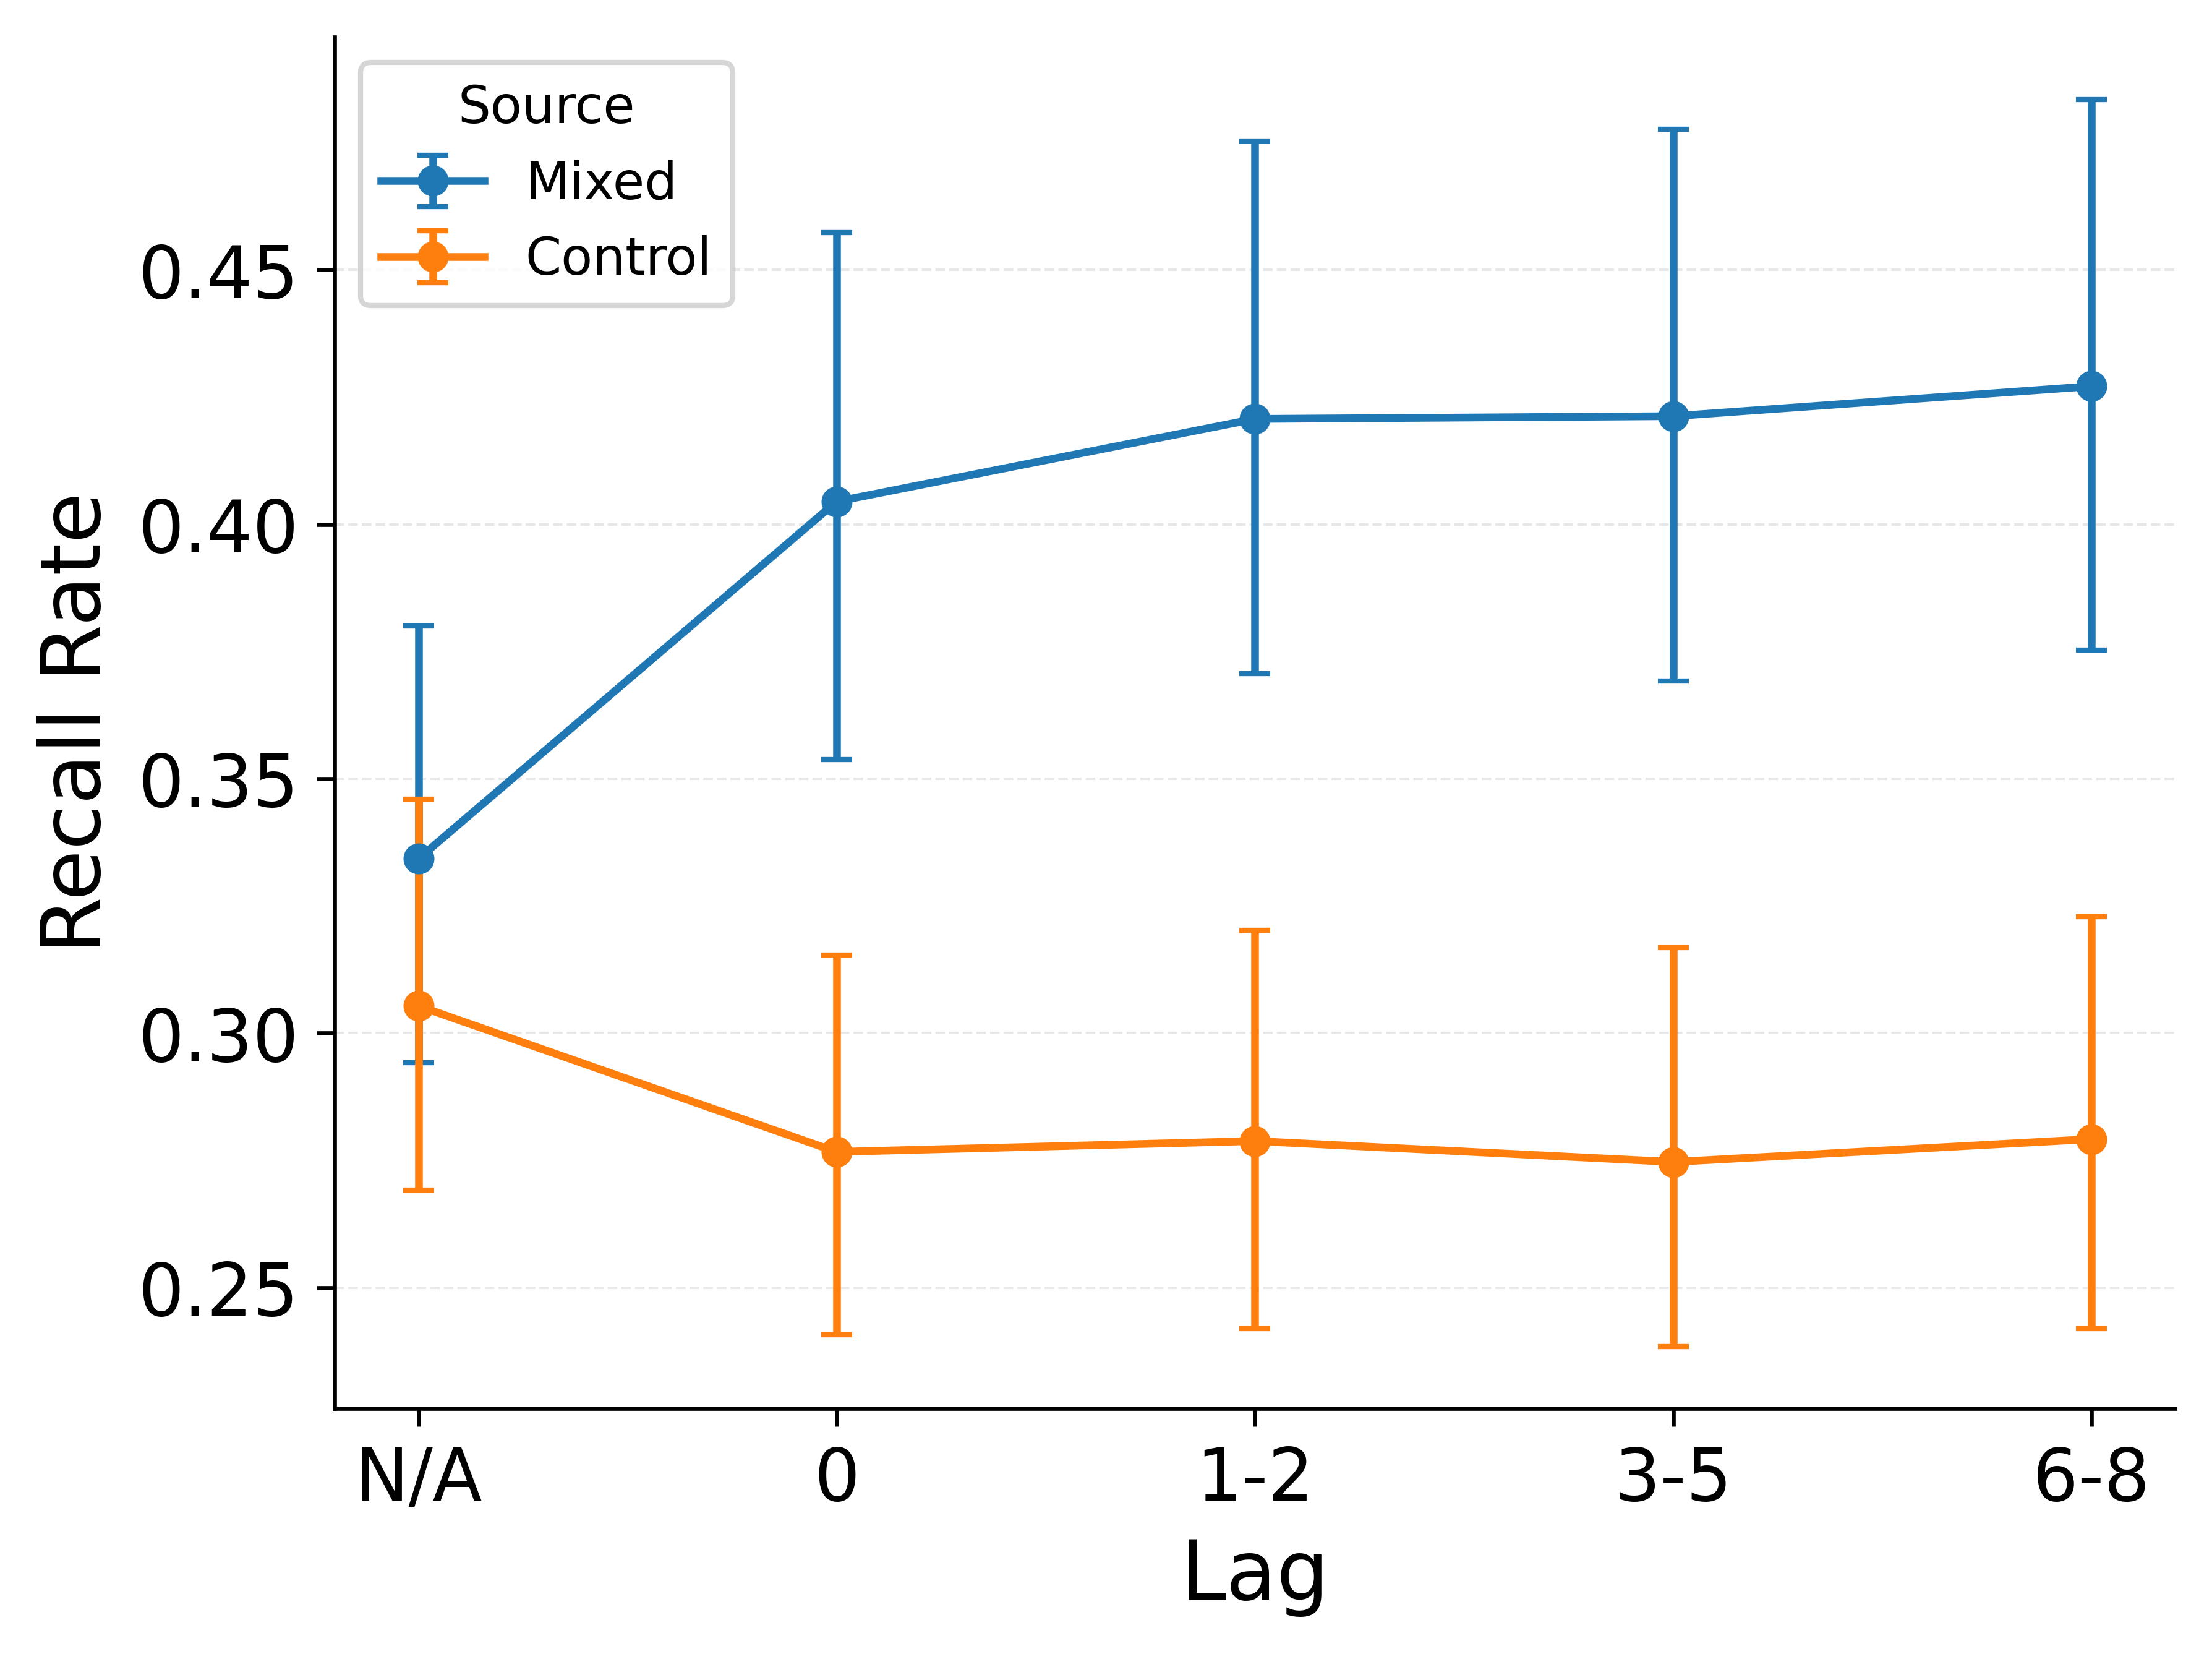 Source
Mixed
Control
Recall Rate
0.45
0.40
0.35
0.30
0.25
N/A 0 1-2 3-5 6-8
Lag